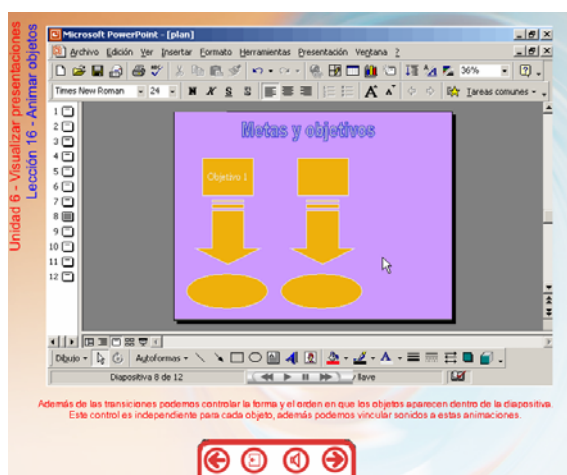 Unidad 6 - Visualizar presentaciones
Lección 16 - Animar objetos
Microsoft PowerPoint - [plan]
Archivo Edición Ver Insertar Formato Herramientas Presentación Ventana ?
36%
Times New Roman 24 N K S S Tareas comunes
1
2
3
4
5
6
7
8
9
10
11
12
Metas y objetivos
Objetivo 1
Dibujo Autoformas
Diapositiva 8 de 12 llave
Además de las transiciones podemos controlar la forma y el orden en que los objetos aparecen dentro de la diapositiva.
Este control es independiente para cada objeto, además podemos vincular sonidos a estas animaciones.